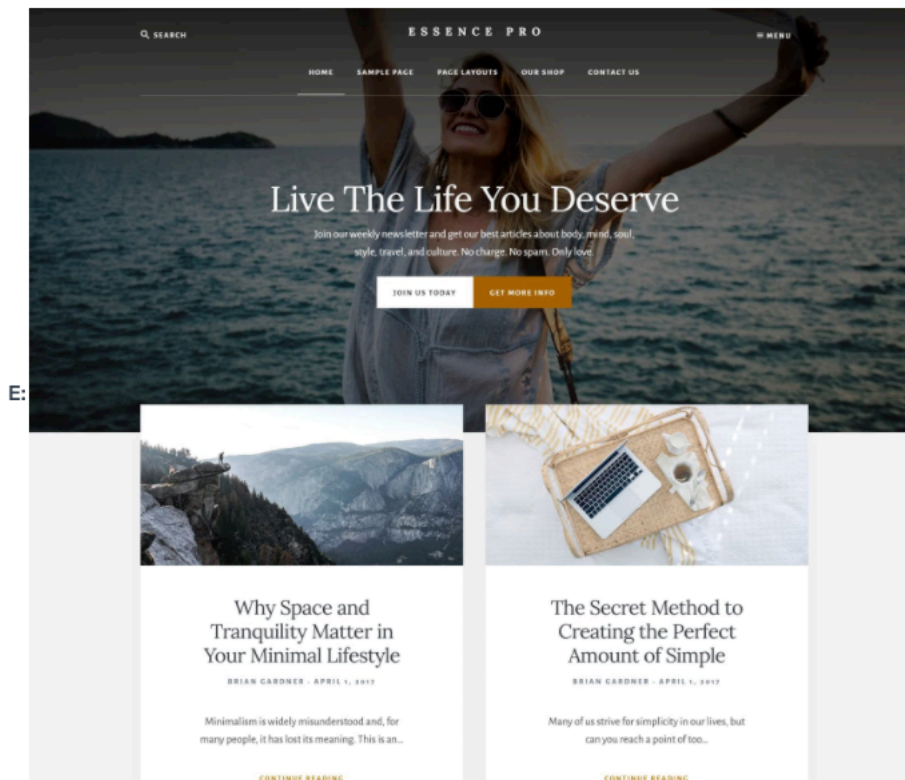 SEARCH
ESSENCE PRO
≡ MENU
HOME SAMPLE PAGE PAGE LAYOUTS OUR SHOP CONTACT US
Live The Life You Deserve
Join our weekly newsletter and get our best articles about body, mind, soul,
style, travel, and culture. No charge. No spam. Only love.
JOIN US TODAY GET MORE INFO
E:
Why Space and
Tranquility Matter in
Your Minimal Lifestyle
BRIAN GARDNER · APRIL 1, 2017
Minimalism is widely misunderstood and, for
many people, it has lost its meaning. This is an...
CONTINUE READING
The Secret Method to
Creating the Perfect
Amount of Simple
BRIAN GARDNER · APRIL 1, 2017
Many of us strive for simplicity in our lives, but
can you reach a point of too...
CONTINUE READING